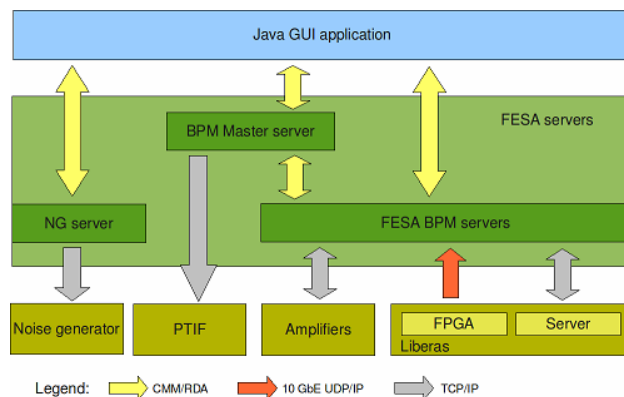 Java GUI application
FESA servers
BPM Master server
NG server
FESA BPM servers
Noise generator
PTIF
Amplifiers
FPGA
Server
Liberas
Legend:
CMM/RDA
10 GbE UDP/IP
TCP/IP